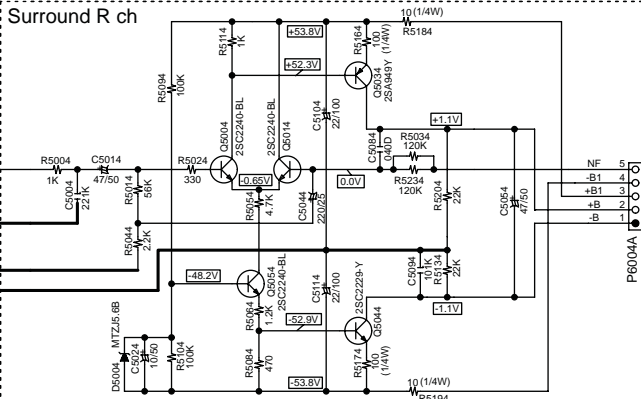 Surround R ch
R5094
100K
R5114
1K
+53.8V
R5164
100
(1/4W)
10 (1/4W)
R5184
+52.3V
Q5034
2SA949Y
Q5004
2SC2240-BL
2SC2240-BL
Q5014
C5104
22/100
C5084
040D
+1.1V
R5034
120K
R5234
120K
R5004
1K
C5014
47/50
C5004
221K
R5014
56K
R5024
330
-0.65V
R5054
4.7K
C5044
220/25
0.0V
R5204
22K
C5054
47/50
NF
5
-B1
4
+B1
3
+B
2
-B
1
P6004A
R5044
2.2K
-48.2V
Q5054
2SC2240-BL
R5064
1.2K
C5114
22/100
2SC2229-Y
Q5044
C5094
101K
R5134
22K
-1.1V
-52.9V
D5004
MTZJ5.6B
C5024
10/50
R5104
100K
R5084
470
R5174
100
(1/4W)
-53.8V
10 (1/4W)
R5194